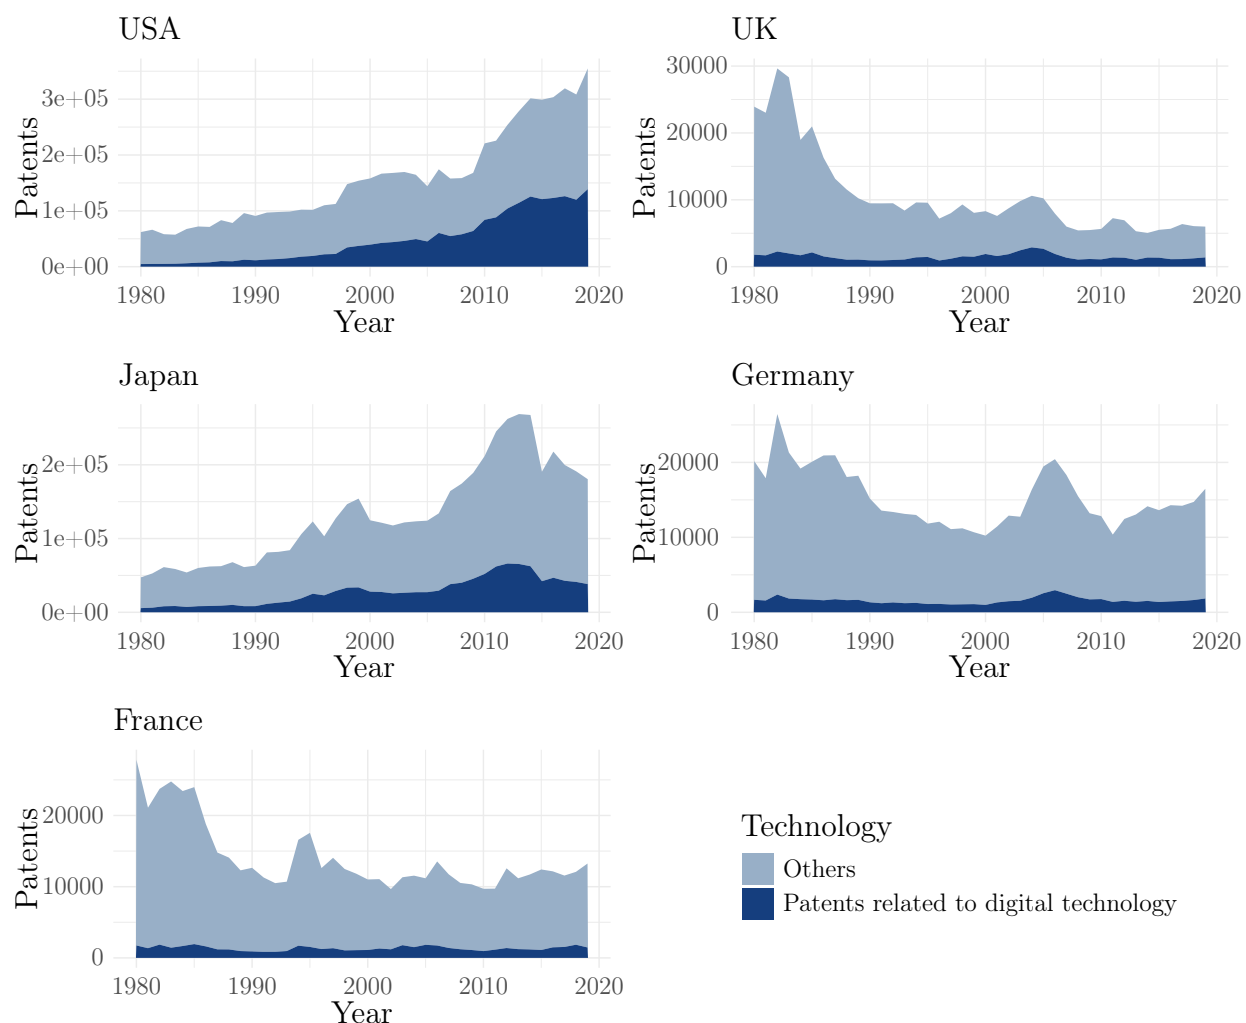 USA
Patents
3e+05
2e+05
1e+05
0e+00
1980 1990 2000 2010 2020
Year
UK
Patents
30000
20000
10000
0
1980 1990 2000 2010 2020
Year
Japan
Patents
2e+05
1e+05
0e+00
1980 1990 2000 2010 2020
Year
Germany
Patents
20000
10000
0
1980 1990 2000 2010 2020
Year
France
Patents
20000
10000
0
1980 1990 2000 2010 2020
Year
Technology
Others
Patents related to digital technology